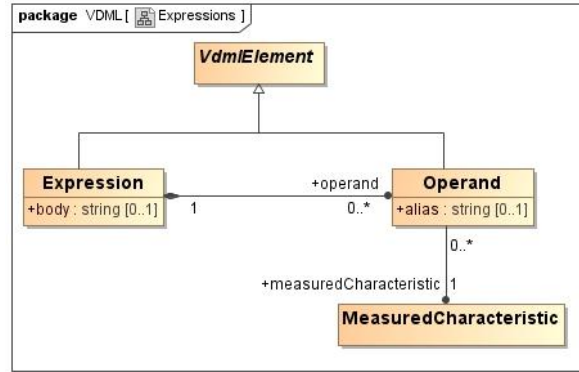 package VDML [ Expressions ]
VdmlElement
Expression
+body : string [0..1]
1
+operand
0..*
Operand
+alias : string [0..1]
0..*
+measuredCharacteristic
1
MeasuredCharacteristic